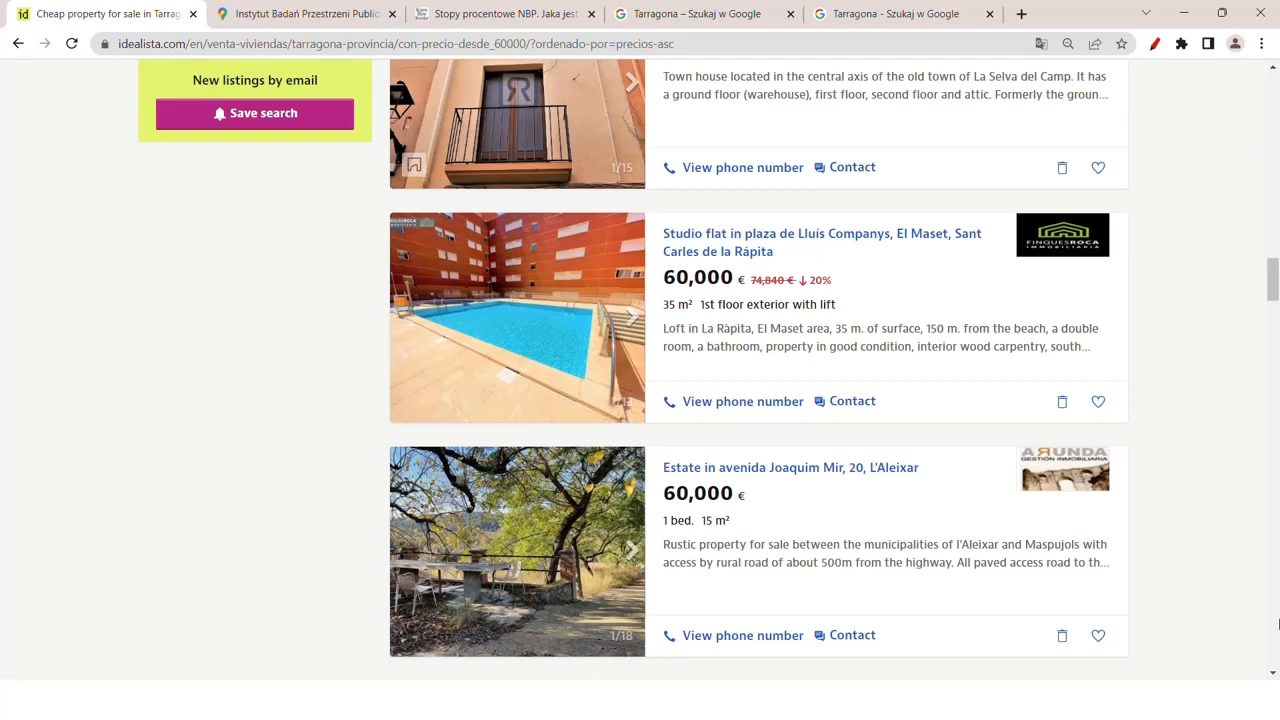 Cheap property for sale in Tarrag
Instytut Badań Przestrzeni Public
Stopy procentowe NBP. Jaka jest
Tarragona – Szukaj w Google
Tarragona - Szukaj w Google
idealista.com/en/venta-viviendas/tarragona-provincia/con-precio-desde_60000/?ordenado-por=precios-asc
New listings by email
Save search
1/15
Town house located in the central axis of the old town of La Selva del Camp. It has
a ground floor (warehouse), first floor, second floor and attic. Formerly the groun...
View phone number Contact
FINQUESROCA
1/13
Studio flat in plaza de Lluís Companys, El Maset, Sant
Carles de la Ràpita
60,000 € 74,840 € ↓ 20%
35 m² 1st floor exterior with lift
Loft in La Ràpita, El Maset area, 35 m. of surface, 150 m. from the beach, a double
room, a bathroom, property in good condition, interior wood carpentry, south...
FINQUESROCA
IMMOBILIARIA
View phone number Contact
1/18
Estate in avenida Joaquim Mir, 20, L'Aleixar
60,000 €
1 bed. 15 m²
Rustic property for sale between the municipalities of l'Aleixar and Maspujols with
access by rural road of about 500m from the highway. All paved access road to th...
AЯUNDA
GESTIÓN INMOBILIARIA
View phone number Contact